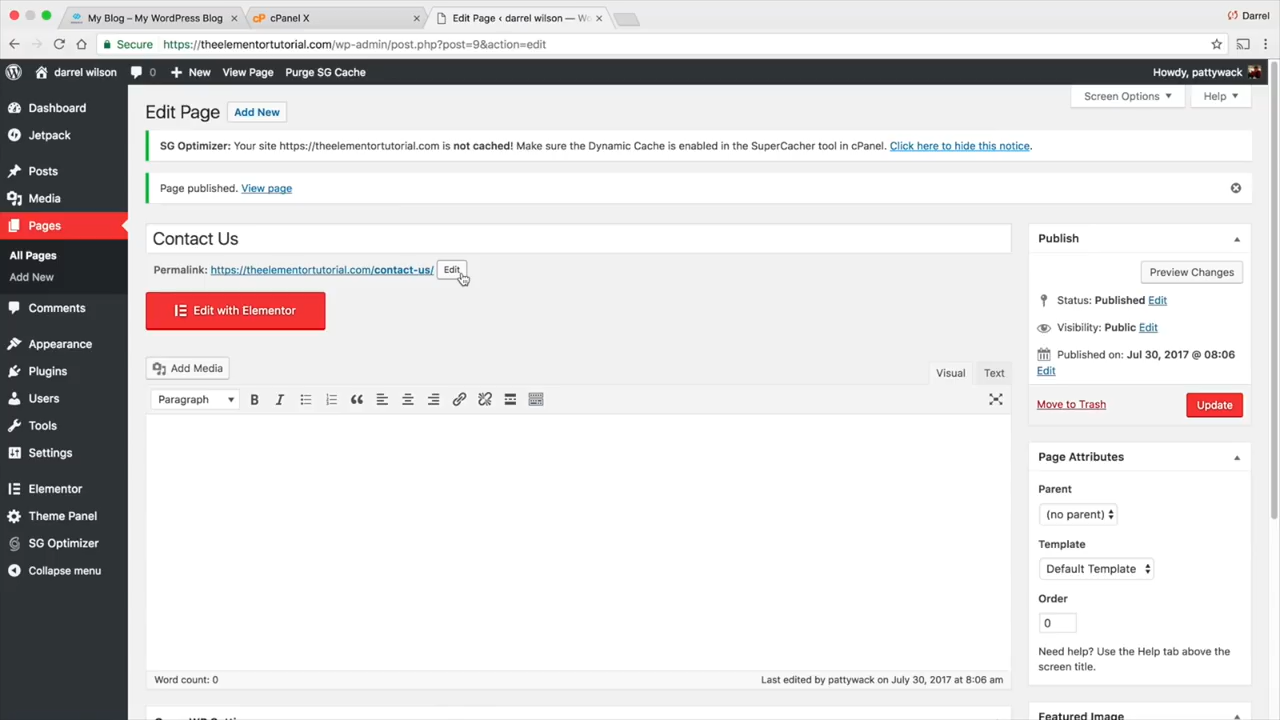 My Blog – My WordPress Blog
cPanel X
Edit Page ‹ darrel wilson — Wo
Darrel
Secure
https://theelementortutorial.com/wp-admin/post.php?post=9&action=edit
darrel wilson
0
New
View Page
Purge SG Cache
Howdy, pattywack
Dashboard
Jetpack
Posts
Media
Pages
All Pages
Add New
Comments
Appearance
Plugins
Users
Tools
Settings
Elementor
Theme Panel
SG Optimizer
Collapse menu
Screen Options
Help
Edit Page
Add New
SG Optimizer: Your site https://theelementortutorial.com is not cached! Make sure the Dynamic Cache is enabled in the SuperCacher tool in cPanel. Click here to hide this notice.
Page published. View page
Contact Us
Permalink: https://theelementortutorial.com/contact-us/ Edit
Edit with Elementor
Add Media
Visual
Text
Paragraph
B I
Word count: 0
Last edited by pattywack on July 30, 2017 at 8:06 am
Publish
Preview Changes
Status: Published Edit
Visibility: Public Edit
Published on: Jul 30, 2017 @ 08:06
Edit
Move to Trash
Update
Page Attributes
Parent
(no parent)
Template
Default Template
Order
0
Need help? Use the Help tab above the
screen title.
Featured Image